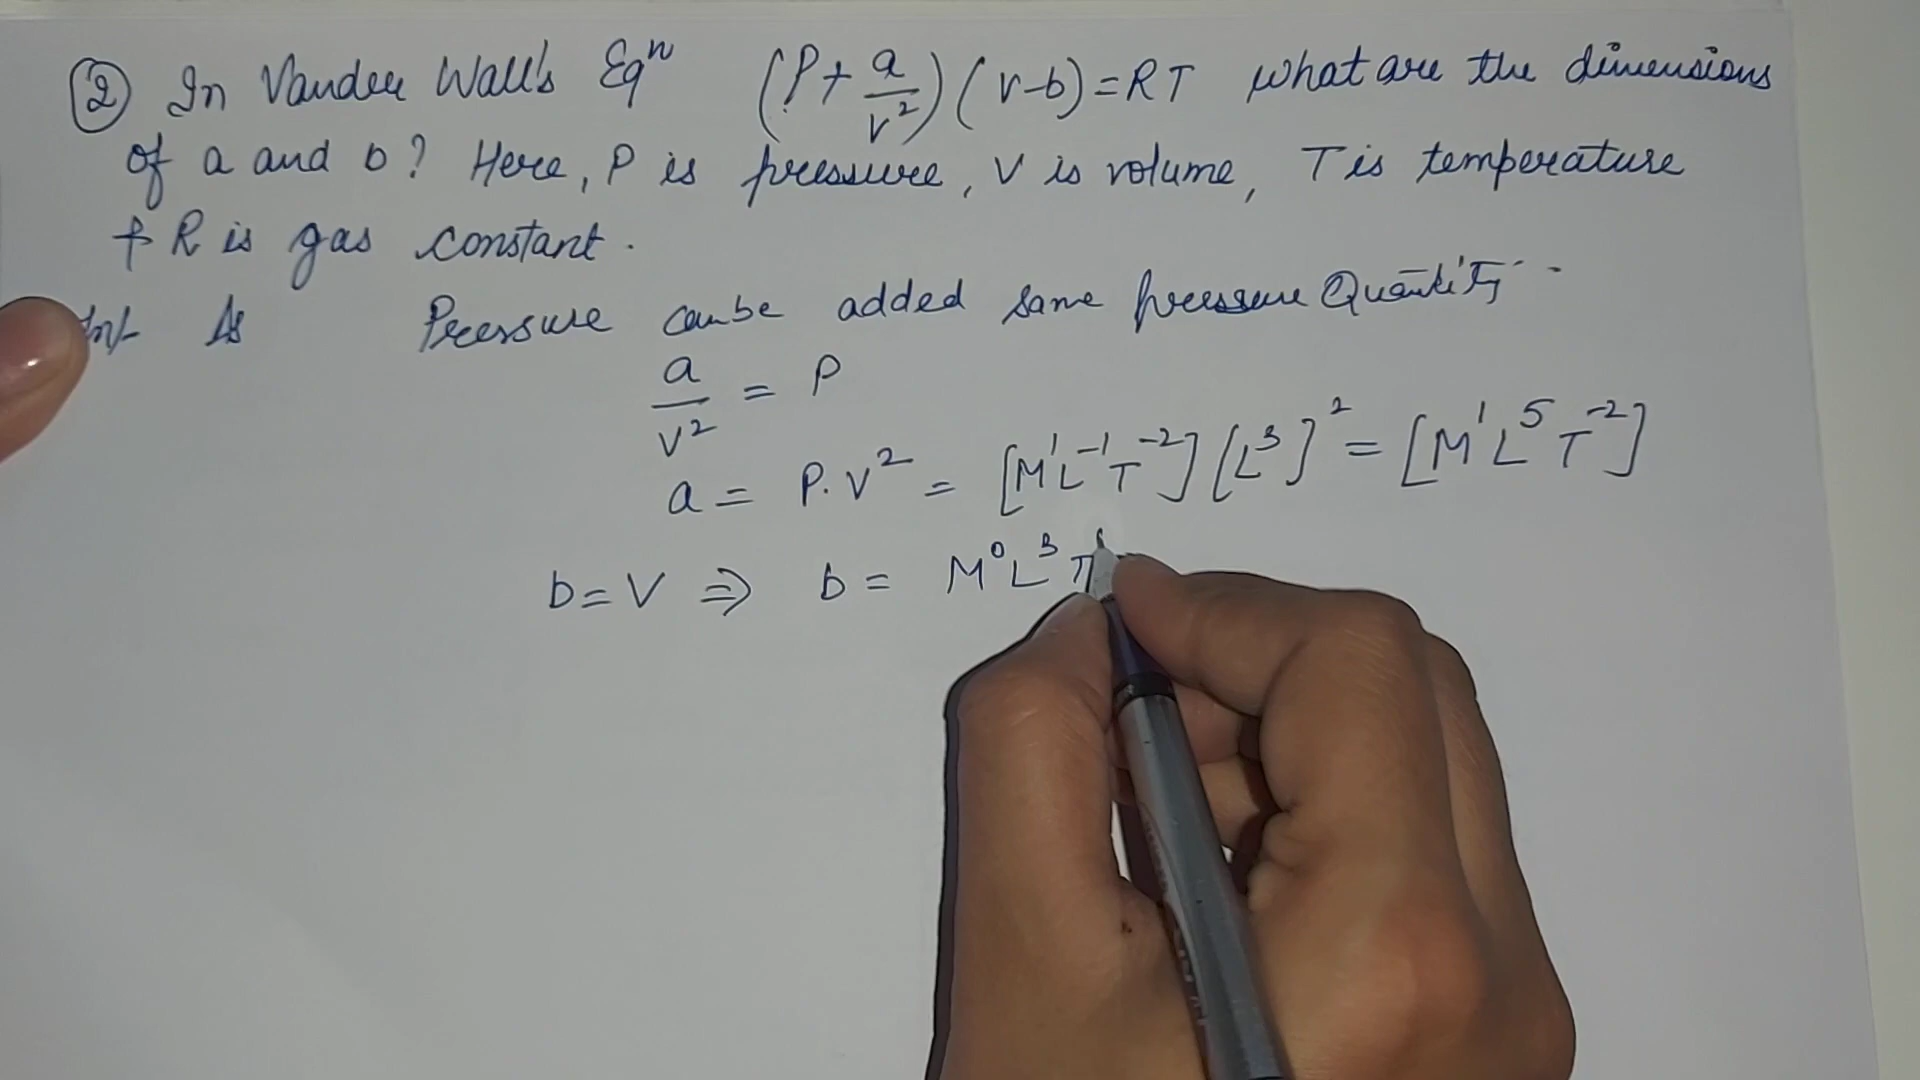 ② In Vander Wall's Eqⁿ (P + a/v²) (v-b) = RT what are the dimensions
of a and b? Here, P is pressure, V is volume, T is temperature
& R is gas constant.
As Pressure can be added same pressure Quantity..
a/v² = P
a = P.v² = [M¹L⁻¹T⁻²] [L³]² = [M¹L⁵T⁻²]
b = V ⇒ b = M⁰L³T